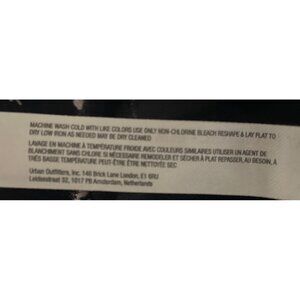 MACHINE WASH COLD WITH LIKE COLORS USE ONLY NON-CHLORINE BLEACH RESHAPE & LAY FLAT TO
DRY LOW IRON AS NEEDED MAY BE DRY CLEANED
LAVAGE EN MACHINE À TEMPÉRATURE FROIDE AVEC COULEURS SIMILAIRES UTILISER UN AGENT DE
BLANCHIMENT SANS CHLORE SI NÉCESSAIRE REMODELER ET SÉCHER À PLAT REPASSER, AU BESOIN, À
TRÈS BASSE TEMPÉRATURE PEUT-ÊTRE NETTOYÉE SEC
Urban Outfitters, Inc. 146 Brick Lane London, E1 6RU
Leidsestraat 32, 1017 PB Amsterdam, Netherlands